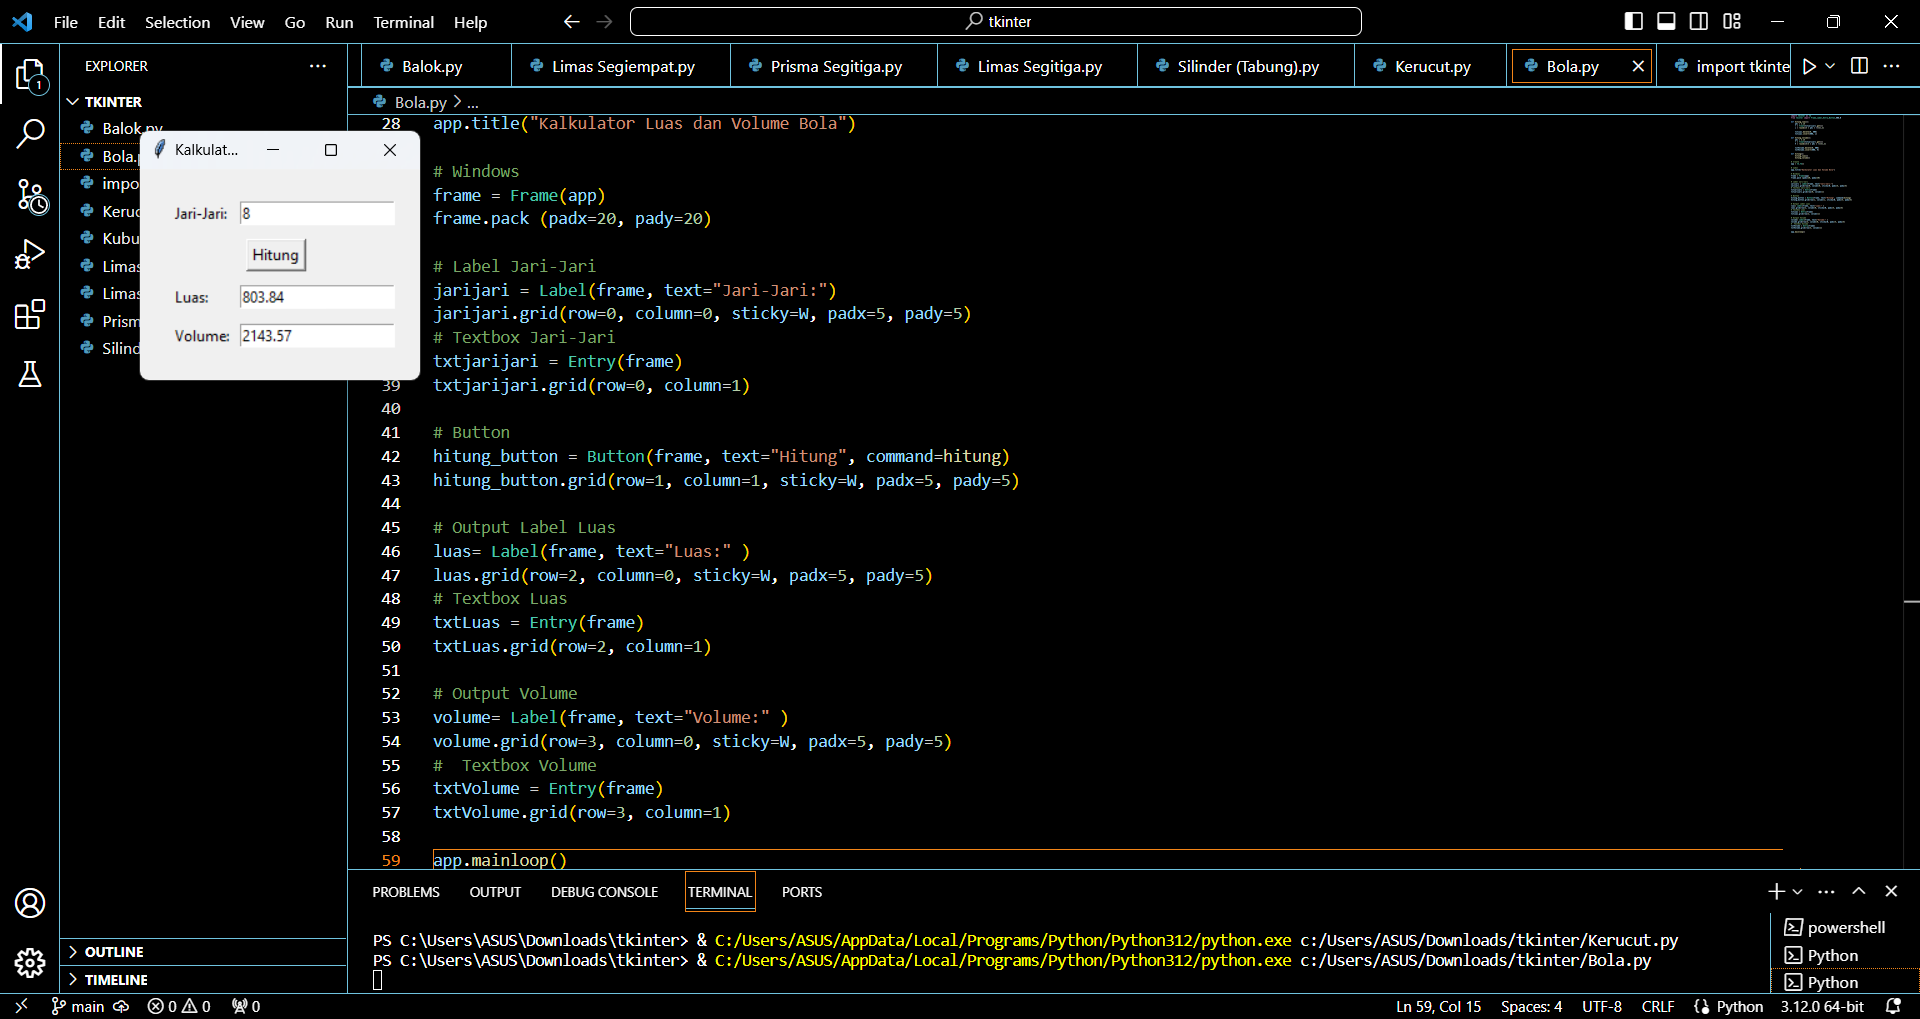 File Edit Selection View Go Run Terminal Help
tkinter
EXPLORER
1
TKINTER
Balok.py
Bola.
impo
Keruc
Kubu
Limas
Limas
Prism
Silind
OUTLINE
TIMELINE
Kalkulat...
Jari-Jari: 8
Hitung
Luas: 803.84
Volume: 2143.57
Balok.py Limas Segiempat.py Prisma Segitiga.py Limas Segitiga.py Silinder (Tabung).py Kerucut.py Bola.py import tkinte
Bola.py > ...
28 app.title("Kalkulator Luas dan Volume Bola")
# Windows
frame = Frame(app)
frame.pack (padx=20, pady=20)
# Label Jari-Jari
jarijari = Label(frame, text="Jari-Jari:")
jarijari.grid(row=0, column=0, sticky=W, padx=5, pady=5)
# Textbox Jari-Jari
txtjarijari = Entry(frame)
39 txtjarijari.grid(row=0, column=1)
40
41 # Button
42 hitung_button = Button(frame, text="Hitung", command=hitung)
43 hitung_button.grid(row=1, column=1, sticky=W, padx=5, pady=5)
44
45 # Output Label Luas
46 luas= Label(frame, text="Luas:" )
47 luas.grid(row=2, column=0, sticky=W, padx=5, pady=5)
48 # Textbox Luas
49 txtLuas = Entry(frame)
50 txtLuas.grid(row=2, column=1)
51
52 # Output Volume
53 volume= Label(frame, text="Volume:" )
54 volume.grid(row=3, column=0, sticky=W, padx=5, pady=5)
55 #  Textbox Volume
56 txtVolume = Entry(frame)
57 txtVolume.grid(row=3, column=1)
58
59 app.mainloop()
PROBLEMS OUTPUT DEBUG CONSOLE TERMINAL PORTS
PS C:\Users\ASUS\Downloads\tkinter> & C:/Users/ASUS/AppData/Local/Programs/Python/Python312/python.exe c:/Users/ASUS/Downloads/tkinter/Kerucut.py
PS C:\Users\ASUS\Downloads\tkinter> & C:/Users/ASUS/AppData/Local/Programs/Python/Python312/python.exe c:/Users/ASUS/Downloads/tkinter/Bola.py
powershell
Python
Python
main 0 0 0 Ln 59, Col 15 Spaces: 4 UTF-8 CRLF Python 3.12.0 64-bit